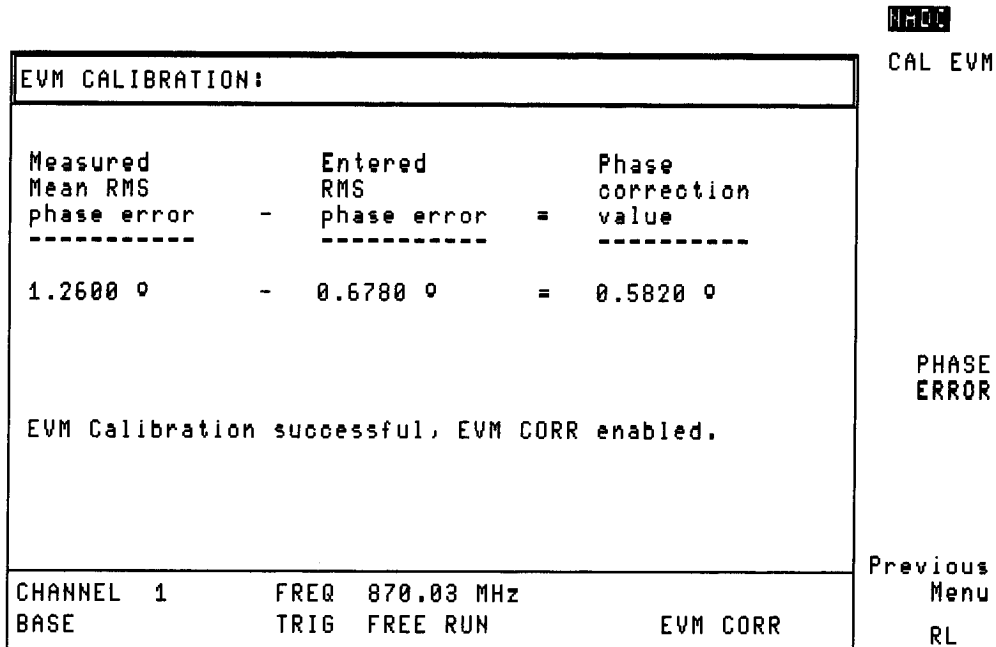 NADC
CAL EVM
EVM CALIBRATION:
Measured Entered Phase
Mean RMS RMS correction
phase error - phase error = value
----------- ----------- ----------
1.2600 º - 0.6780 º = 0.5820 º
PHASE
ERROR
EVM Calibration successful, EVM CORR enabled.
Previous
Menu
CHANNEL 1 FREQ 870.03 MHz
BASE TRIG FREE RUN EVM CORR
RL